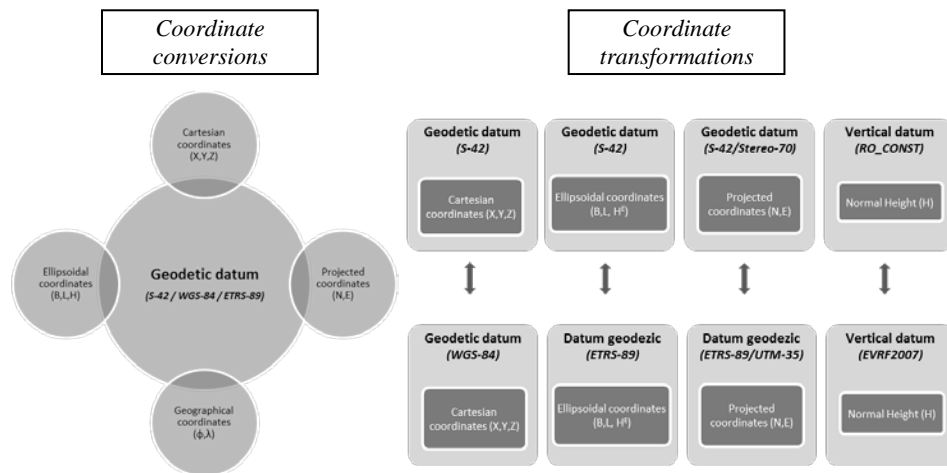 Coordinate
conversions
Cartesian
coordinates
(X,Y,Z)
Ellipsoidal
coordinates
(B,L,H)
Geodetic datum
(S-42 / WGS-84 / ETRS-89)
Projected
coordinates
(N,E)
Geographical
coordinates
(ϕ,λ)
Coordinate
transformations
Geodetic datum
(S-42)
Cartesian
coordinates (X,Y,Z)
Geodetic datum
(S-42)
Ellipsoidal coordinates
(B,L, Hᴱ)
Geodetic datum
(S-42/Stereo-70)
Projected
coordinates (N,E)
Vertical datum
(RO_CONST)
Normal Height (H)
Geodetic datum
(WGS-84)
Cartesian
coordinates (X,Y,Z)
Datum geodezic
(ETRS-89)
Ellipsoidal coordinates
(B,L, Hᴱ)
Datum geodezic
(ETRS-89/UTM-35)
Projected
coordinates (N,E)
Vertical datum
(EVRF2007)
Normal Height (H)